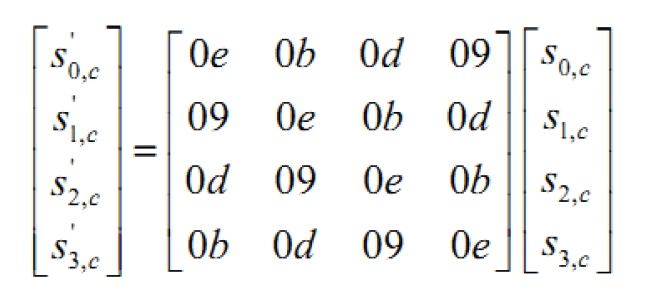 s'0,c 0e 0b 0d 09 s0,c
s'1,c 09 0e 0b 0d s1,c
= 
s'2,c 0d 09 0e 0b s2,c
s'3,c 0b 0d 09 0e s3,c